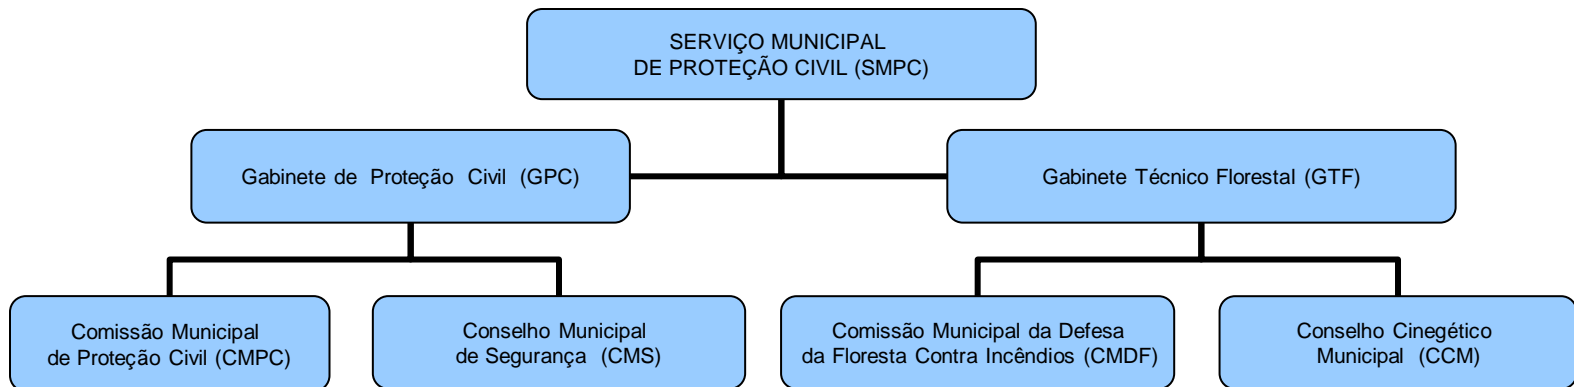 SERVIÇO MUNICIPAL
DE PROTEÇÃO CIVIL (SMPC)
Gabinete de Proteção Civil (GPC)
Gabinete Técnico Florestal (GTF)
Comissão Municipal
de Proteção Civil (CMPC)
Conselho Municipal
de Segurança (CMS)
Comissão Municipal da Defesa
da Floresta Contra Incêndios (CMDF)
Conselho Cinegético
Municipal (CCM)